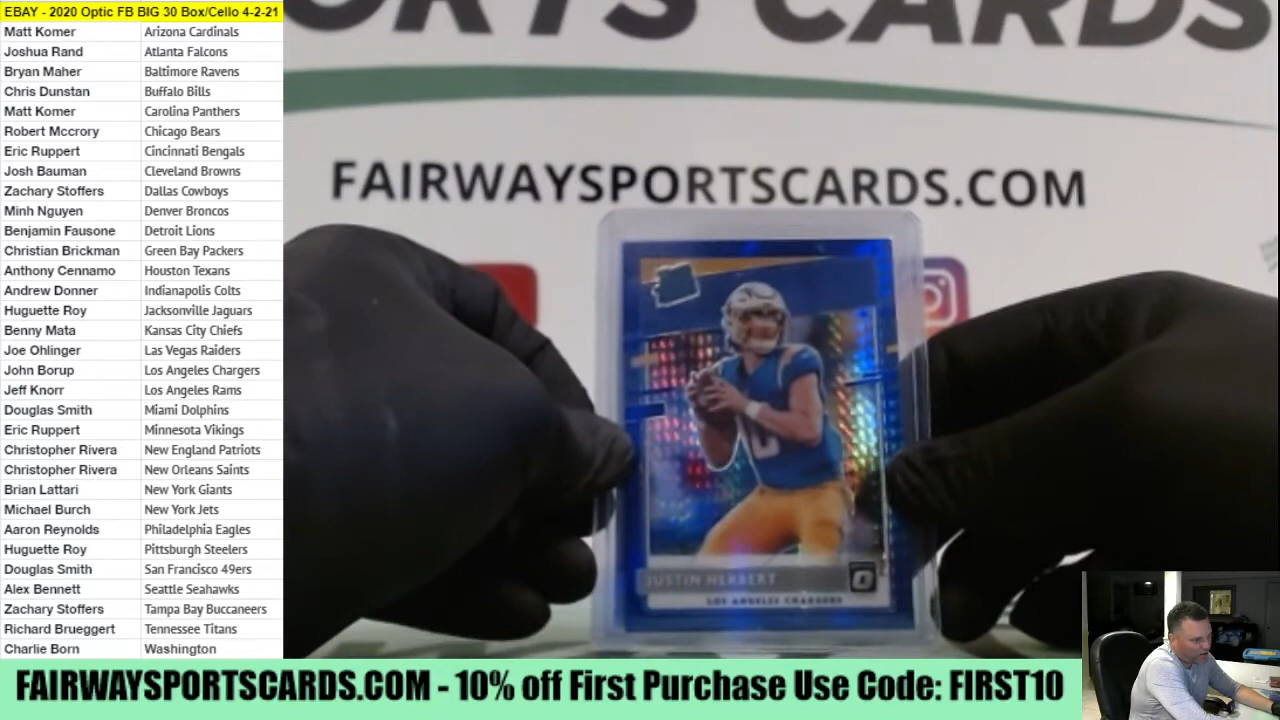 EBAY - 2020 Optic FB BIG 30 Box/Cello 4-2-21
Matt Komer Arizona Cardinals
Joshua Rand Atlanta Falcons
Bryan Maher Baltimore Ravens
Chris Dunstan Buffalo Bills
Matt Komer Carolina Panthers
Robert Mccrory Chicago Bears
Eric Ruppert Cincinnati Bengals
Josh Bauman Cleveland Browns
Zachary Stoffers Dallas Cowboys
Minh Nguyen Denver Broncos
Benjamin Fausone Detroit Lions
Christian Brickman Green Bay Packers
Anthony Cennamo Houston Texans
Andrew Donner Indianapolis Colts
Huguette Roy Jacksonville Jaguars
Benny Mata Kansas City Chiefs
Joe Ohlinger Las Vegas Raiders
John Borup Los Angeles Chargers
Jeff Knorr Los Angeles Rams
Douglas Smith Miami Dolphins
Eric Ruppert Minnesota Vikings
Christopher Rivera New England Patriots
Christopher Rivera New Orleans Saints
Brian Lattari New York Giants
Michael Burch New York Jets
Aaron Reynolds Philadelphia Eagles
Huguette Roy Pittsburgh Steelers
Douglas Smith San Francisco 49ers
Alex Bennett Seattle Seahawks
Zachary Stoffers Tampa Bay Buccaneers
Richard Brueggert Tennessee Titans
Charlie Born Washington
SPORTS CARDS
FAIRWAYSPORTSCARDS.COM
JUSTIN HERBERT
LOS ANGELES CHARGERS
FAIRWAYSPORTSCARDS.COM - 10% off First Purchase Use Code: FIRST10